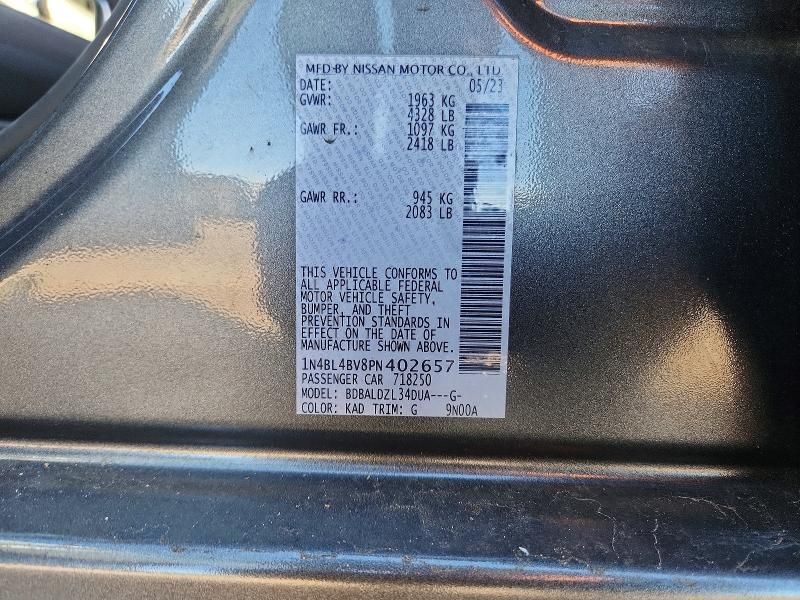 MFD BY NISSAN MOTOR CO., LTD
DATE: 05/23
GVWR: 1963 KG
4328 LB
GAWR FR.: 1097 KG
2418 LB
GAWR RR.: 945 KG
2083 LB
THIS VEHICLE CONFORMS TO
ALL APPLICABLE FEDERAL
MOTOR VEHICLE SAFETY,
BUMPER, AND THEFT
PREVENTION STANDARDS IN
EFFECT ON THE DATE OF
MANUFACTURE SHOWN ABOVE.
1N4BL4BV8PN402657
PASSENGER CAR 718250
MODEL: BDBALDZL34DUA---G-
COLOR: KAD TRIM: G 9N00A